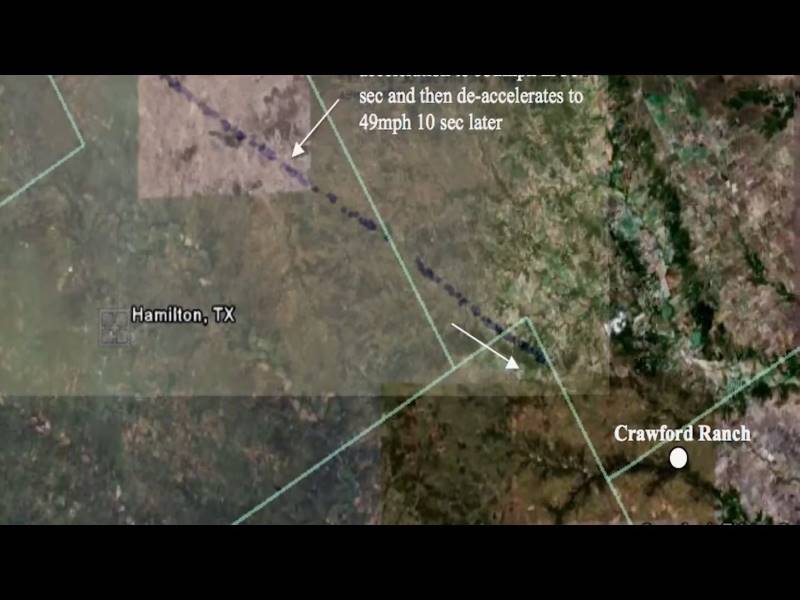 sec and then de-accelerates to
49mph 10 sec later
Hamilton, TX
Crawford Ranch